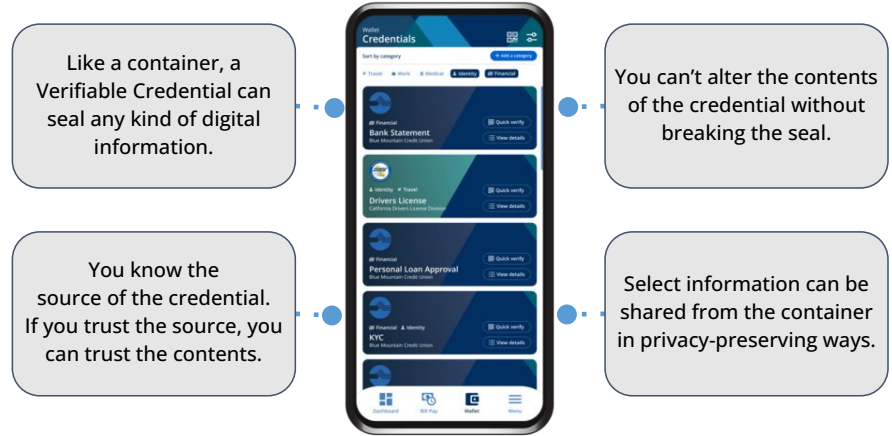 Like a container, a
Verifiable Credential can
seal any kind of digital
information.
You know the
source of the credential.
If you trust the source, you
can trust the contents.
Wallet
Credentials
Sort by category
+ Add a category
Travel
Work
Medical
Identity
Financial
Financial
Bank Statement
Blue Mountain Credit Union
Quick verify
View details
Identity Travel
Drivers License
California Drivers License Division
Quick verify
View details
Financial
Personal Loan Approval
Blue Mountain Credit Union
Quick verify
View details
Financial Identity
KYC
Blue Mountain Credit Union
Quick verify
View details
Dashboard
Bill Pay
Wallet
Menu
You can’t alter the contents
of the credential without
breaking the seal.
Select information can be
shared from the container
in privacy-preserving ways.